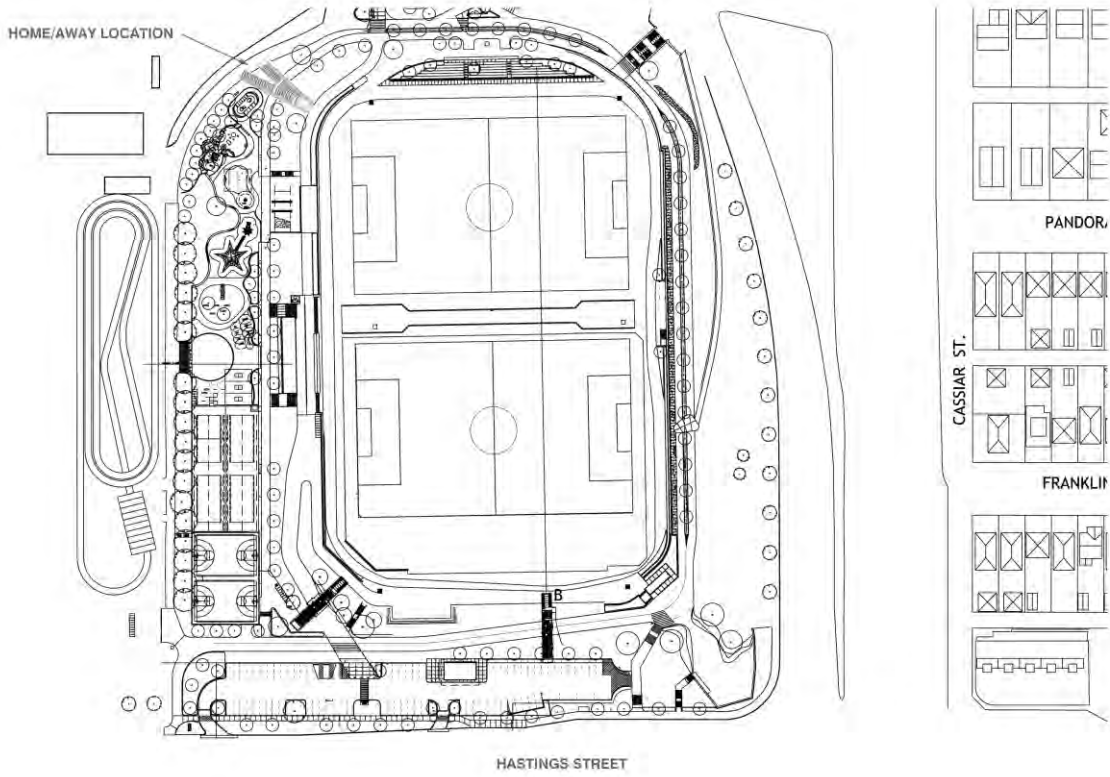 HOME/AWAY LOCATION
PANDORA
CASSIAR ST.
FRANKLIN
B
HASTINGS STREET